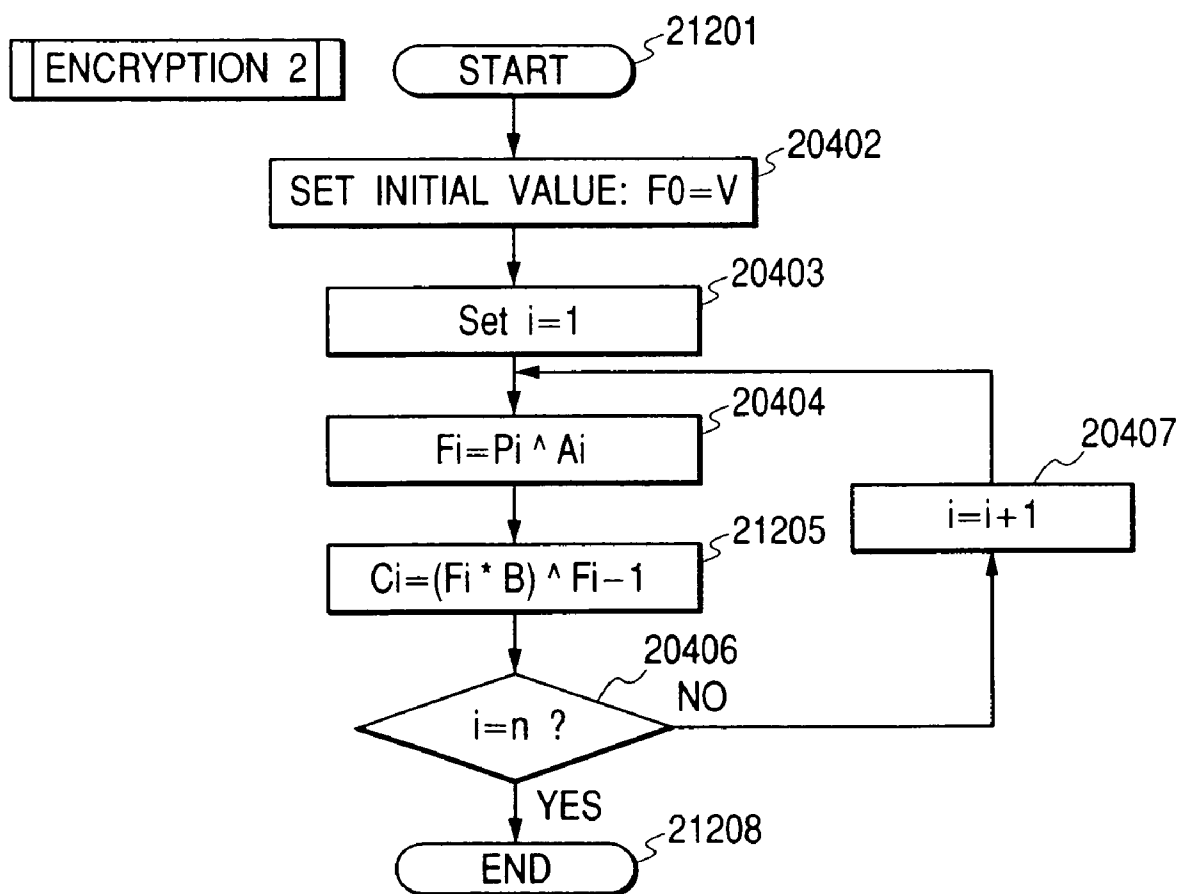 ENCRYPTION 2
START
21201
SET INITIAL VALUE: F0=V
20402
Set i=1
20403
Fi=Pi ^ Ai
20404
i=i+1
20407
Ci=(Fi * B) ^ Fi-1
21205
i=n ?
20406
NO
YES
END
21208